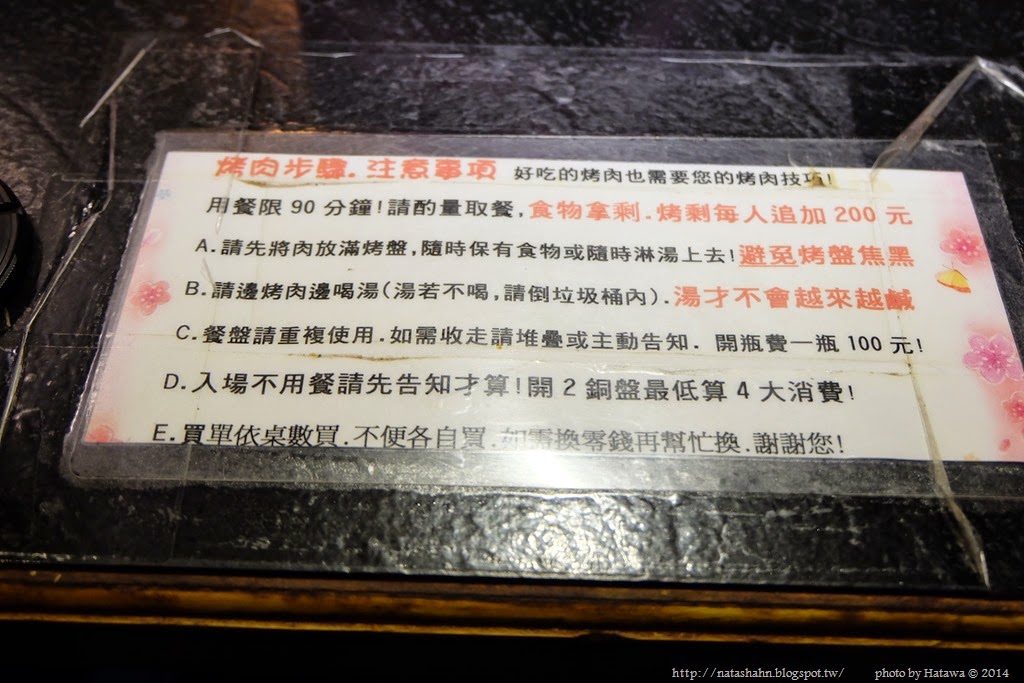 烤肉步驟.注意事項 好吃的烤肉也需要您的烤肉技巧!
用餐限 90 分鐘!請酌量取餐,食物拿剩.烤剩每人追加 200 元
A.請先將肉放滿烤盤,隨時保有食物或隨時淋湯上去!避免烤盤焦黑
B.請邊烤肉邊喝湯(湯若不喝,請倒垃圾桶內).湯才不會越來越鹹
C.餐盤請重複使用.如需收走請堆疊或主動告知. 開瓶費一瓶 100 元!
D.入場不用餐請先告知才算!開 2 銅盤最低算 4 大消費!
E.買單依桌數買.不便各自買.如需換零錢再幫忙換.謝謝您!
http://natashahn.blogspot.tw/ photo by Hatawa © 2014